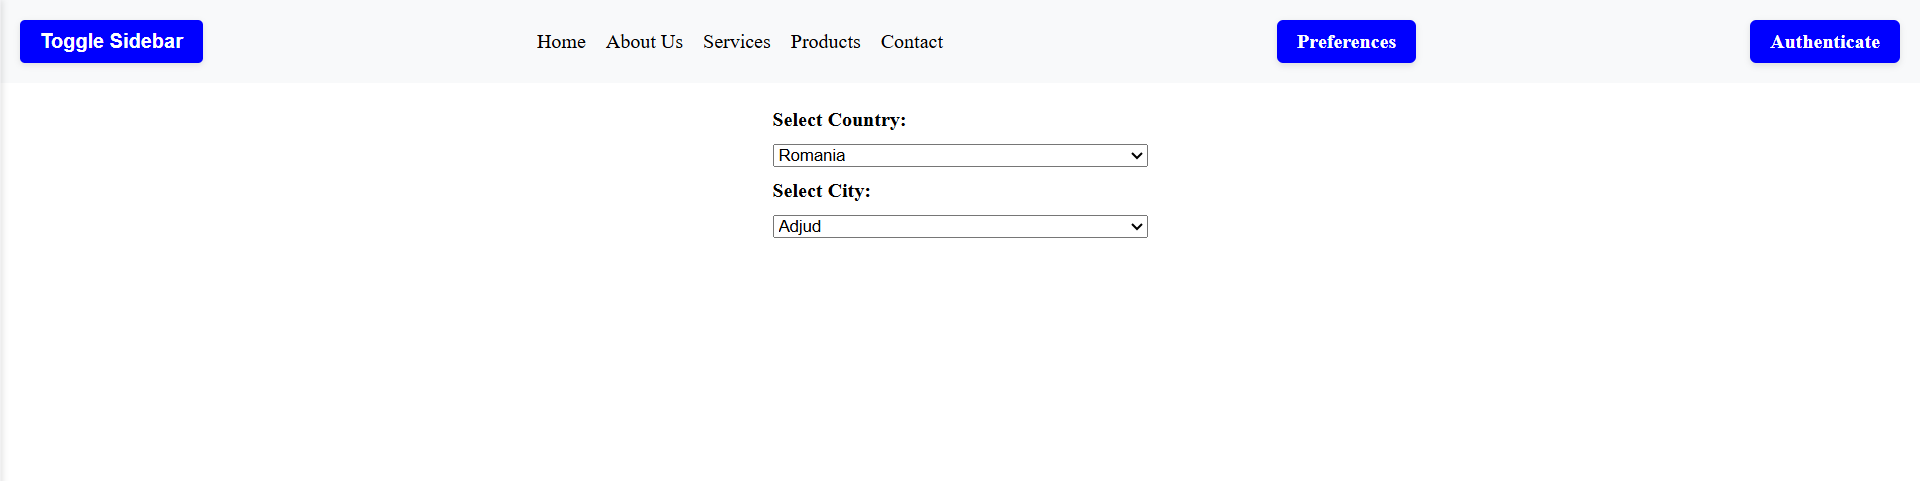 Toggle Sidebar Home About Us Services Products Contact Preferences Authenticate
Select Country:
Romania
Select City:
Adjud